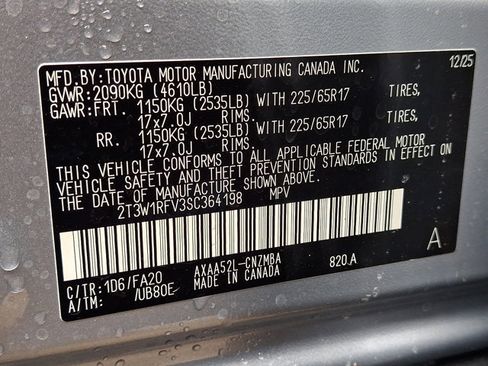 MFD.BY:TOYOTA MOTOR MANUFACTURING CANADA INC. 12/25
GVWR:2090KG (4610LB)
GAWR:FRT. 1150KG (2535LB) WITH 225/65R17 TIRES,
17x7.0J RIMS.
RR. 1150KG (2535LB) WITH 225/65R17 TIRES,
17x7.0J RIMS.
THIS VEHICLE CONFORMS TO ALL APPLICABLE FEDERAL MOTOR
VEHICLE SAFETY AND THEFT PREVENTION STANDARDS IN EFFECT ON
THE DATE OF MANUFACTURE SHOWN ABOVE.
2T3W1RFV3SC364198 MPV
A
C/TR:1D6/FA20 AXAA52L-CNZMBA 820.A
A/TM: /UB80E MADE IN CANADA